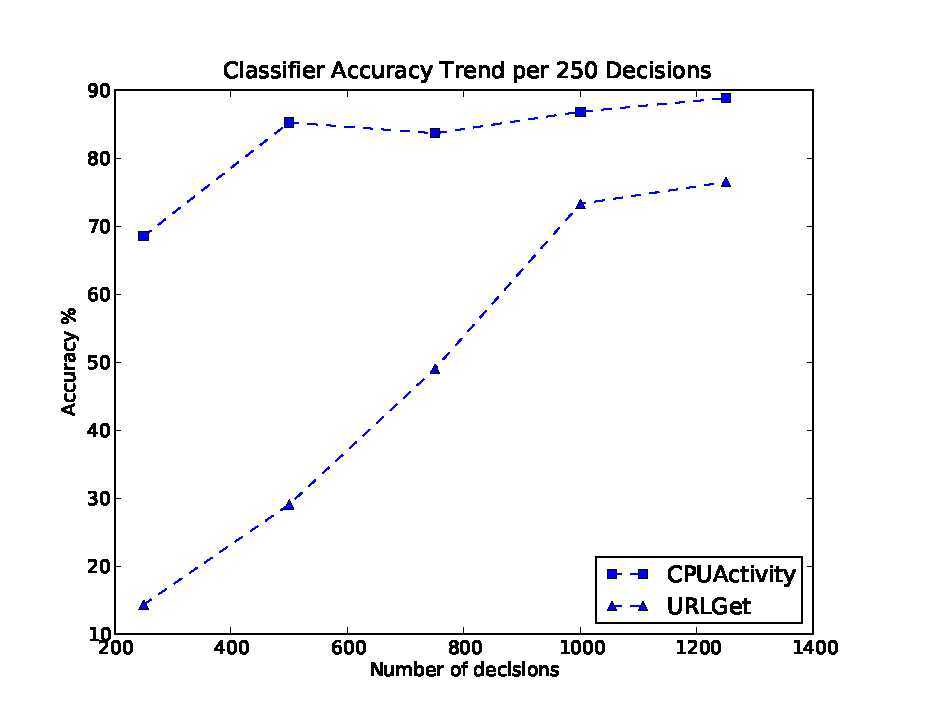 Classifier Accuracy Trend per 250 Decisions
90
80
70
60
50
40
30
20
10
Accuracy %
200 400 600 800 1000 1200 1400
Number of decisions
CPUActivity
URLGet